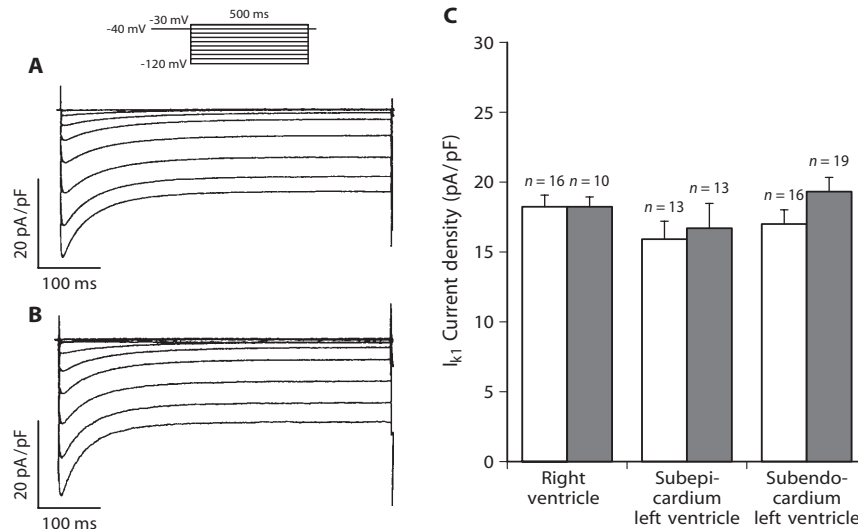 500 ms
-30 mV
-40 mV
-120 mV
A
20 pA/pF
100 ms
B
20 pA/pF
100 ms
C
I_k1 Current density (pA/pF)
30
25
20
15
10
5
0
n = 16
n = 10
n = 13
n = 13
n = 16
n = 19
Right
ventricle
Subepi-
cardium
left ventricle
Subendo-
cardium
left ventricle